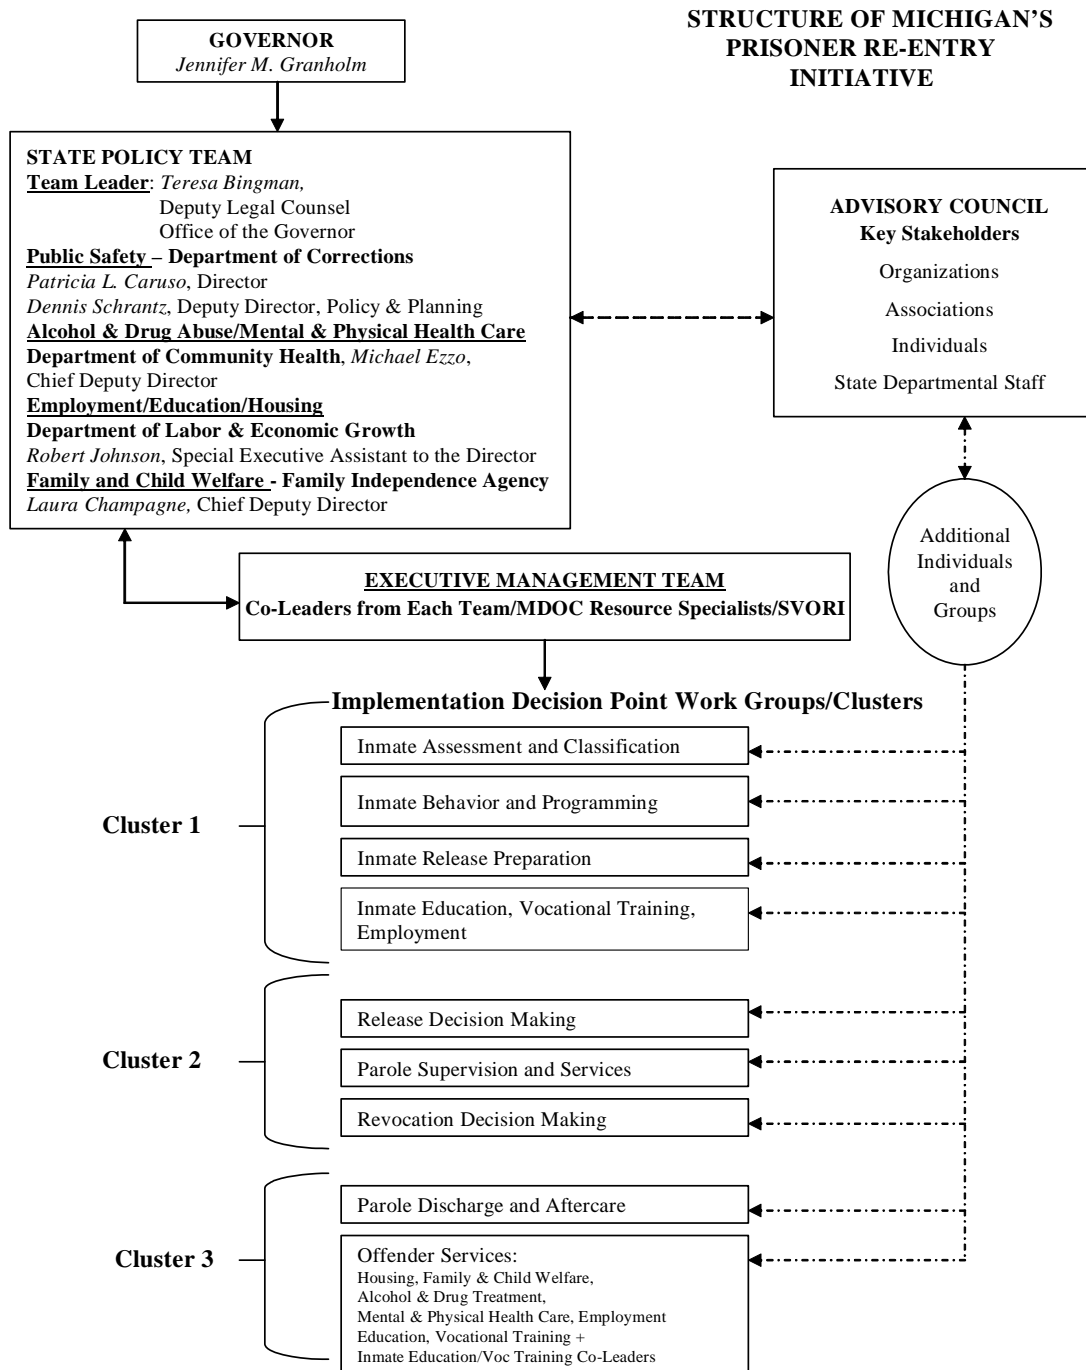 STRUCTURE OF MICHIGAN'S
PRISONER RE-ENTRY
INITIATIVE
GOVERNOR
Jennifer M. Granholm
STATE POLICY TEAM
Team Leader: Teresa Bingman,
Deputy Legal Counsel
Office of the Governor
Public Safety – Department of Corrections
Patricia L. Caruso, Director
Dennis Schrantz, Deputy Director, Policy & Planning
Alcohol & Drug Abuse/Mental & Physical Health Care
Department of Community Health, Michael Ezzo,
Chief Deputy Director
Employment/Education/Housing
Department of Labor & Economic Growth
Robert Johnson, Special Executive Assistant to the Director
Family and Child Welfare - Family Independence Agency
Laura Champagne, Chief Deputy Director
ADVISORY COUNCIL
Key Stakeholders
Organizations
Associations
Individuals
State Departmental Staff
Additional
Individuals
and
Groups
EXECUTIVE MANAGEMENT TEAM
Co-Leaders from Each Team/MDOC Resource Specialists/SVORI
Implementation Decision Point Work Groups/Clusters
Cluster 1
Inmate Assessment and Classification
Inmate Behavior and Programming
Inmate Release Preparation
Inmate Education, Vocational Training,
Employment
Cluster 2
Release Decision Making
Parole Supervision and Services
Revocation Decision Making
Cluster 3
Parole Discharge and Aftercare
Offender Services:
Housing, Family & Child Welfare,
Alcohol & Drug Treatment,
Mental & Physical Health Care, Employment
Education, Vocational Training +
Inmate Education/Voc Training Co-Leaders